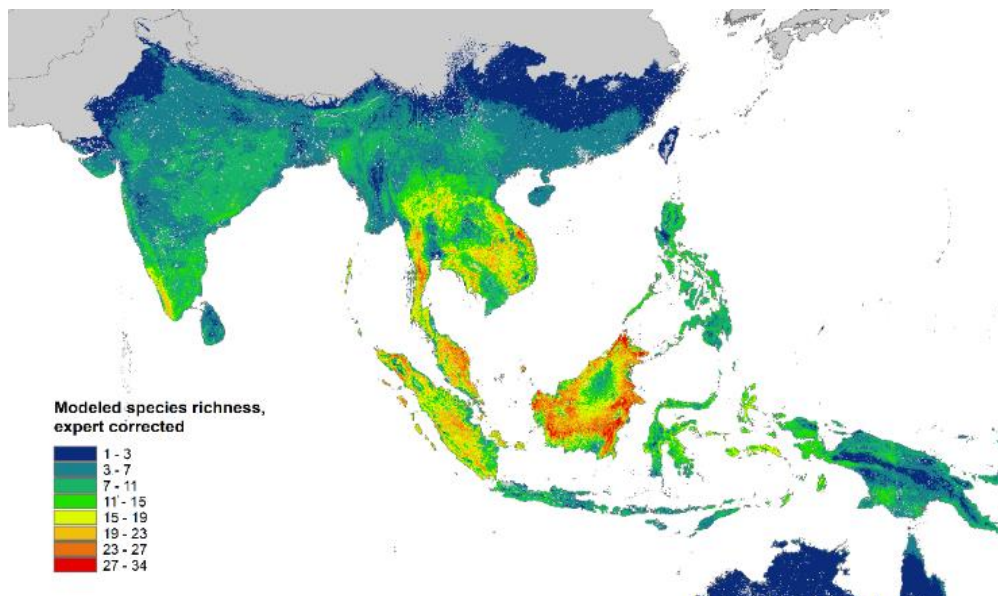 Modeled species richness,
expert corrected
1 - 3
3 - 7
7 - 11
11 - 15
15 - 19
19 - 23
23 - 27
27 - 34